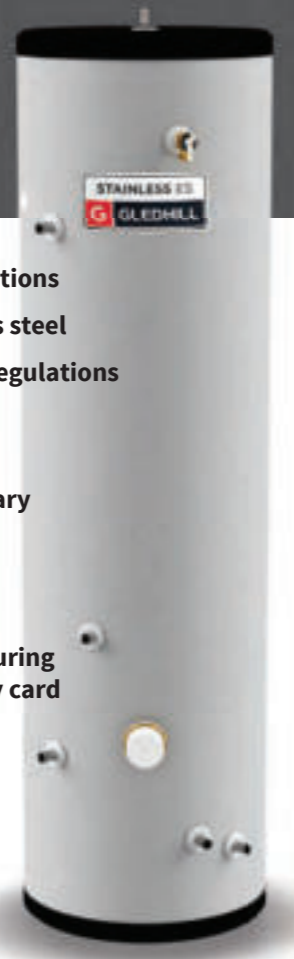 STAINLESS ES
G GLEDHILL
tions
s steel
egulations
ary
uring
y card